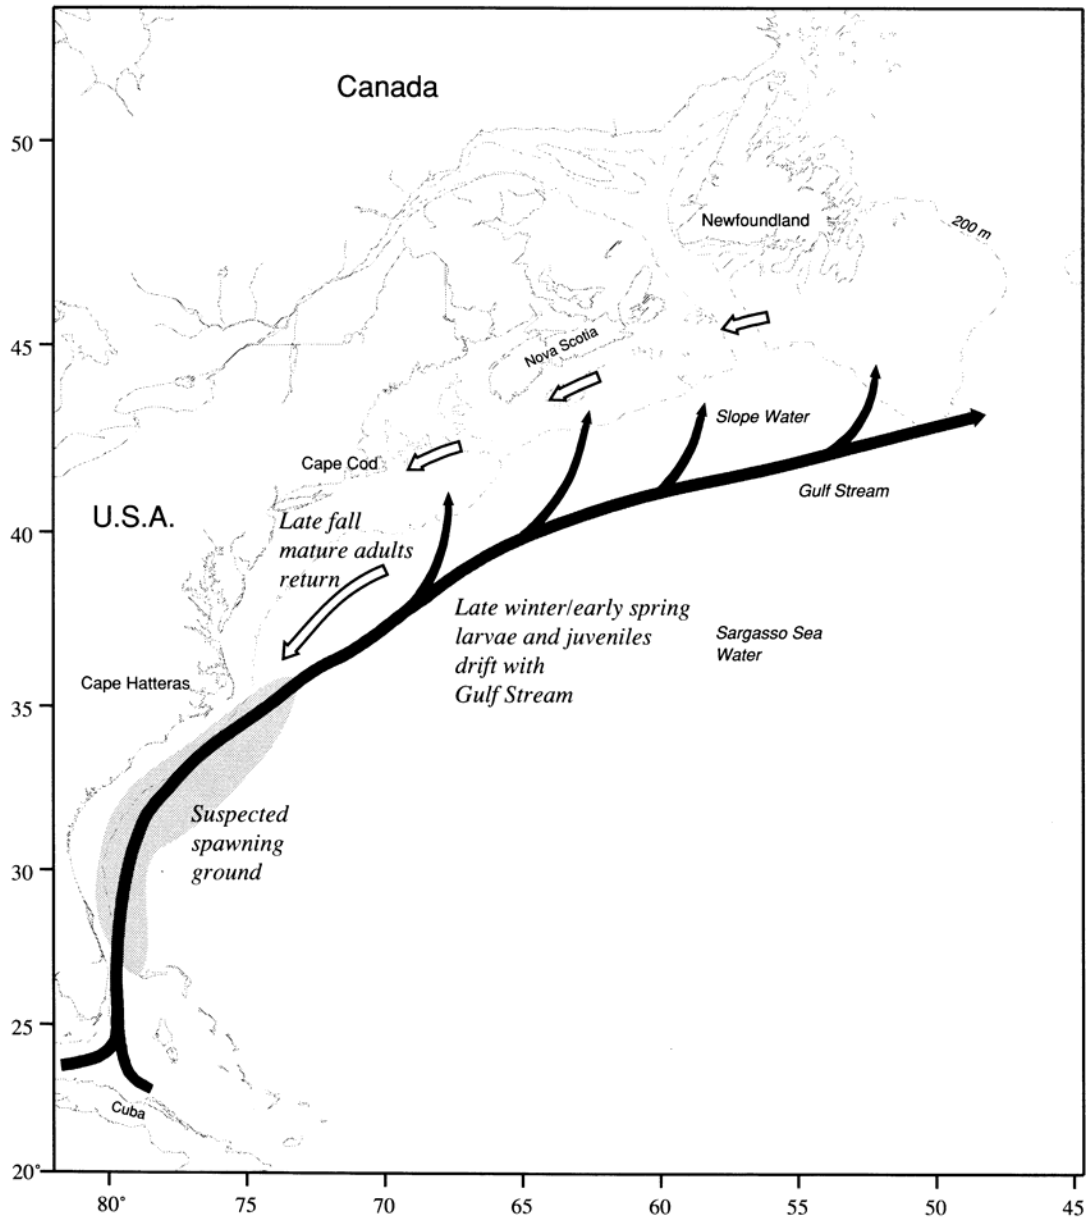 Canada
50
Newfoundland
200 m
45
Nova Scotia
Slope Water
Cape Cod
Gulf Stream
U.S.A.
Late fall
mature adults
return
40
Late winter/early spring
larvae and juveniles
drift with
Gulf Stream
Sargasso Sea
Water
Cape Hatteras
35
Suspected
spawning
ground
30
25
Cuba
20°
80°
75
70
65
60
55
50
45